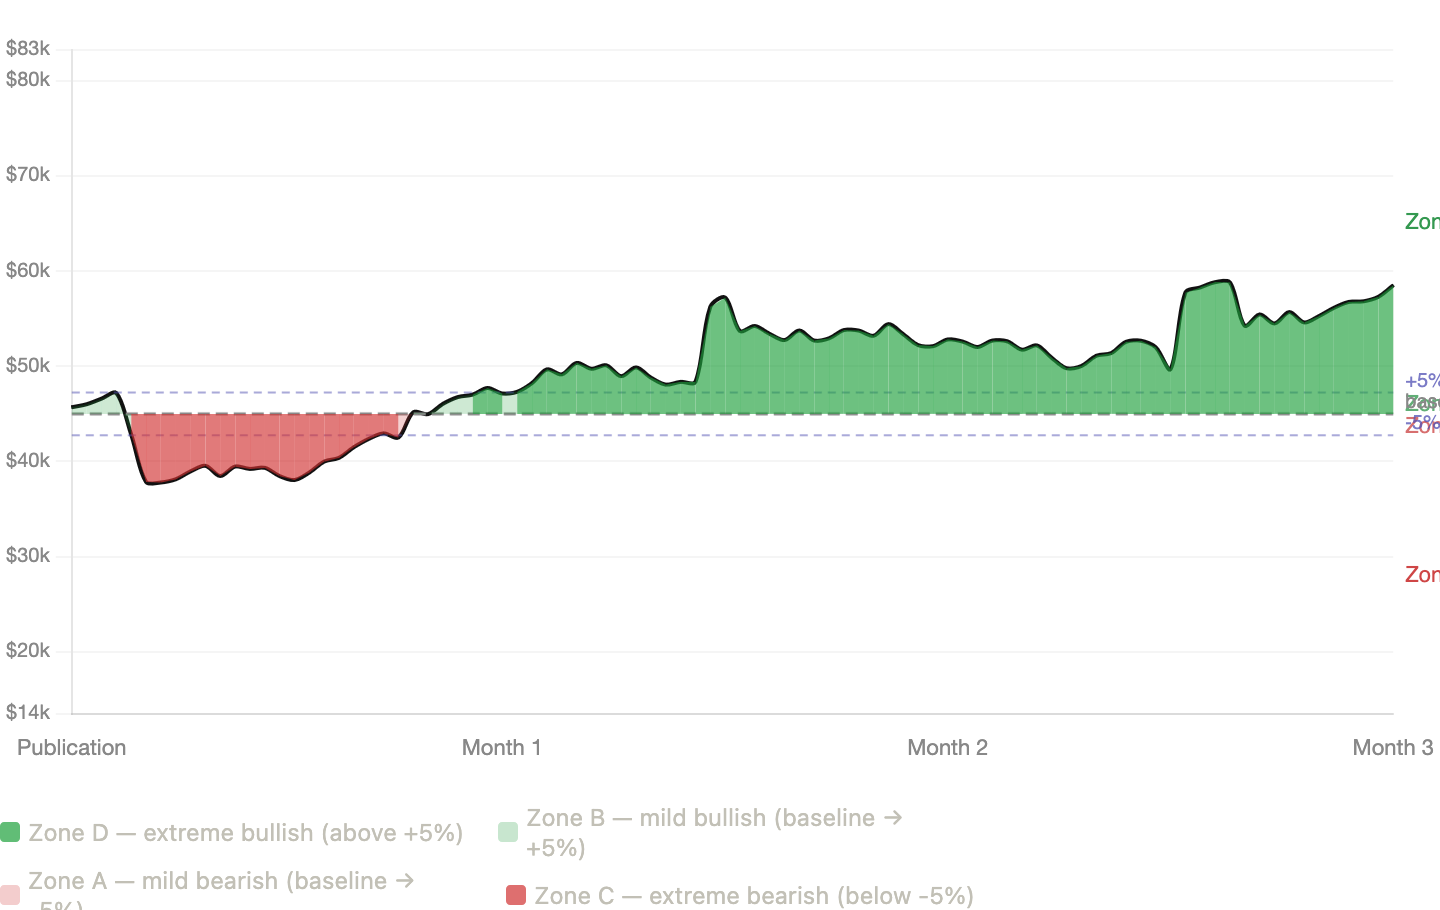 $83k
$80k
$70k
$60k
$50k
$40k
$30k
$20k
$14k
Zon
+5%
-5%
Zon
Zon
Publication
Month 1
Month 2
Month 3
Zone D — extreme bullish (above +5%)
Zone B — mild bullish (baseline →
+5%)
Zone A — mild bearish (baseline →
-5%)
Zone C — extreme bearish (below -5%)